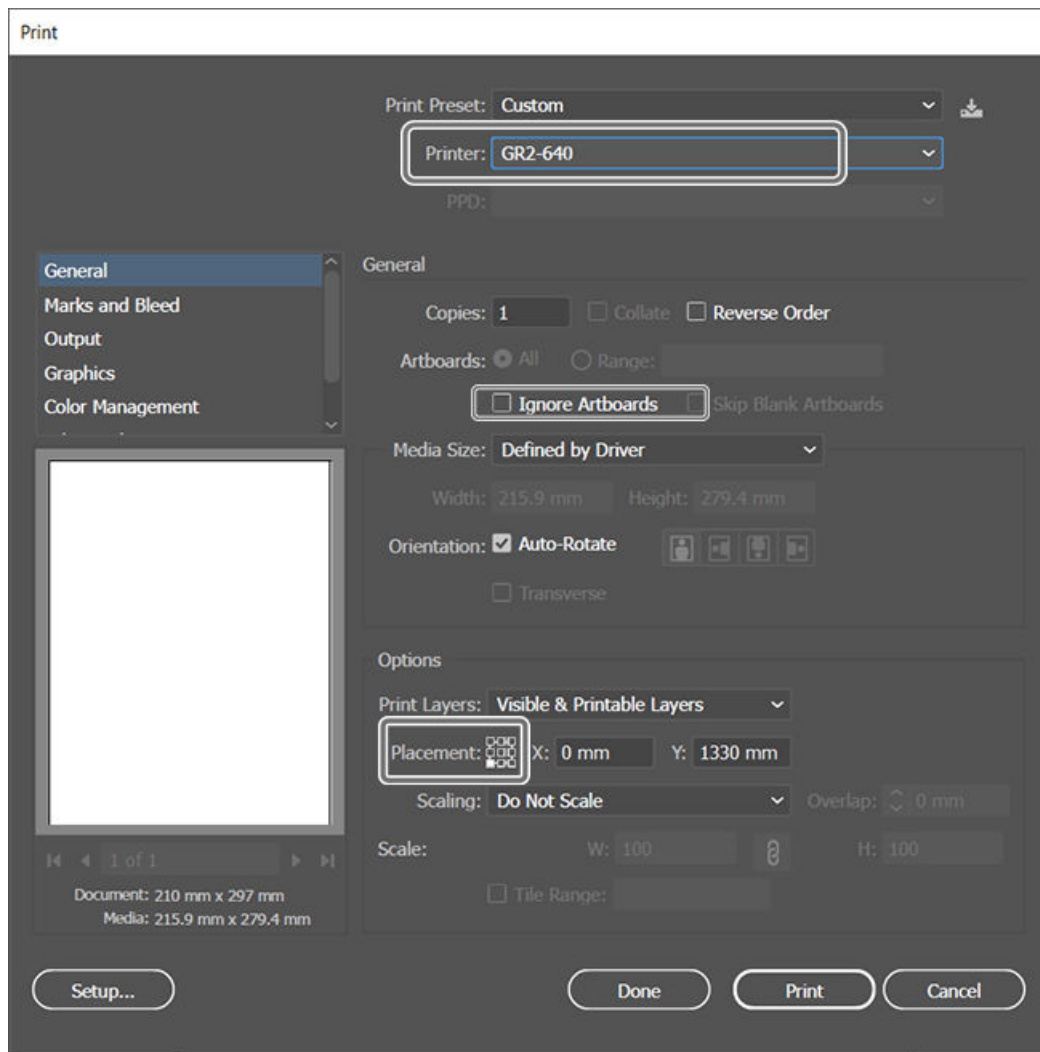 Print
Print Preset: Custom
Printer: GR2-640
PPD:
General
Marks and Bleed
Output
Graphics
Color Management
General
Copies: 1 Collate Reverse Order
Artboards: All Range:
Ignore Artboards Skip Blank Artboards
Media Size: Defined by Driver
Width: 215.9 mm Height: 279.4 mm
Orientation: Auto-Rotate
Transverse
Options
Print Layers: Visible & Printable Layers
Placement: X: 0 mm Y: 1330 mm
Scaling: Do Not Scale Overlap: 0 mm
Scale: W: 100 H: 100
Tile Range:
1 of 1
Document: 210 mm x 297 mm
Media: 215.9 mm x 279.4 mm
Setup... Done Print Cancel